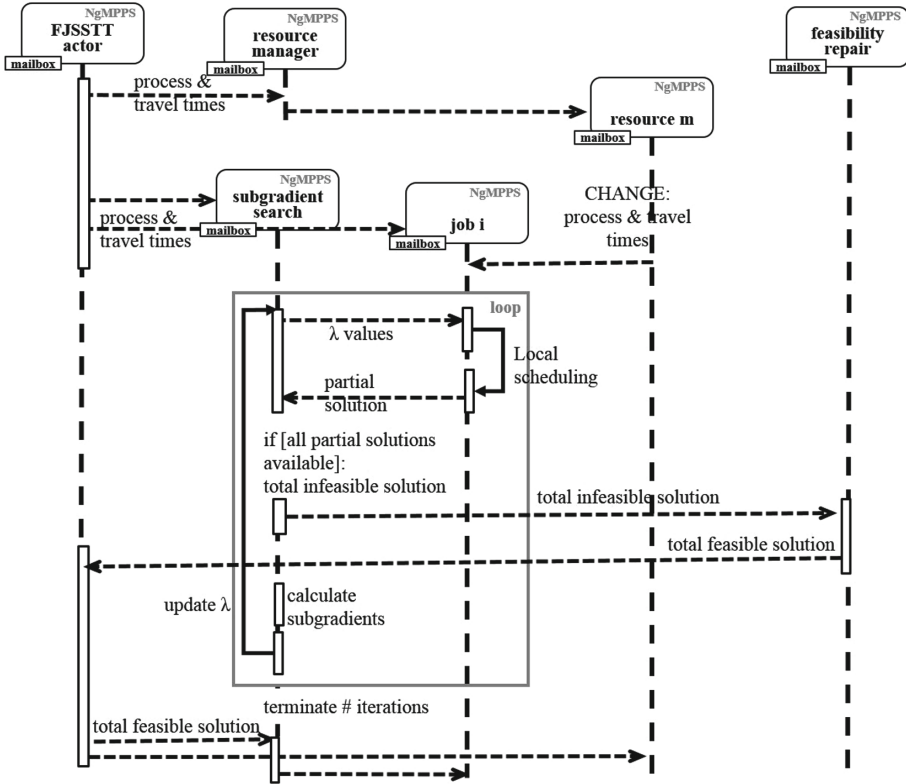 NgMPPS
FJSSTT
actor
mailbox
NgMPPS
resource
manager
mailbox
NgMPPS
feasibility
repair
mailbox
process &
travel times
NgMPPS
resource m
mailbox
NgMPPS
subgradient
search
mailbox
NgMPPS
job i
mailbox
process &
travel times
CHANGE:
process & travel
times
loop
λ values
Local
scheduling
partial
solution
if [all partial solutions
available]:
total infeasible solution
total infeasible solution
total feasible solution
update λ
calculate
subgradients
terminate # iterations
total feasible solution